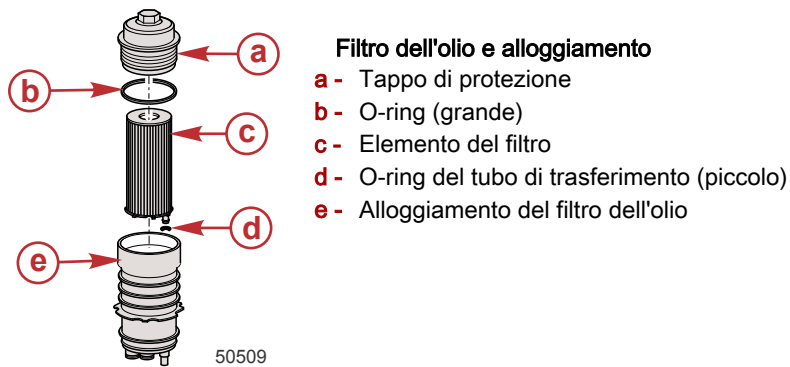 Filtro dell'olio e alloggiamento
a - Tappo di protezione
b - O-ring (grande)
c - Elemento del filtro
d - O-ring del tubo di trasferimento (piccolo)
e - Alloggiamento del filtro dell'olio
a
b
c
d
e
50509